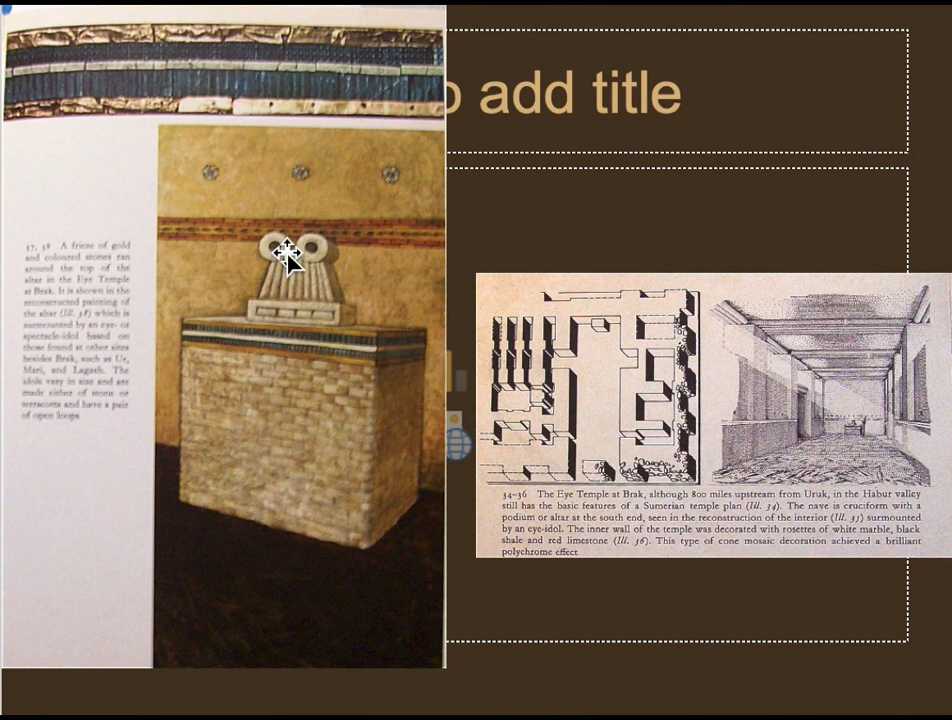 o add title
37, 38 A frieze of gold
and coloured stones ran
around the top of the
altar in the Eye Temple
at Brak. It is shown in the
reconstructed painting of
the altar (Ill. 38) which is
surmounted by an eye- or
spectacle-idol based on
those found at other sites
besides Brak, such as Ur,
Mari, and Lagash. The
idols vary in size and are
made either of stone or
terracotta and have a pair
of open loops
34–36 The Eye Temple at Brak, although 800 miles upstream from Uruk, in the Habur valley
still has the basic features of a Sumerian temple plan (Ill. 34). The nave is cruciform with a
podium or altar at the south end, seen in the reconstruction of the interior (Ill. 35) surmounted
by an eye-idol. The inner wall of the temple was decorated with rosettes of white marble, black
shale and red limestone (Ill. 36). This type of cone mosaic decoration achieved a brilliant
polychrome effect